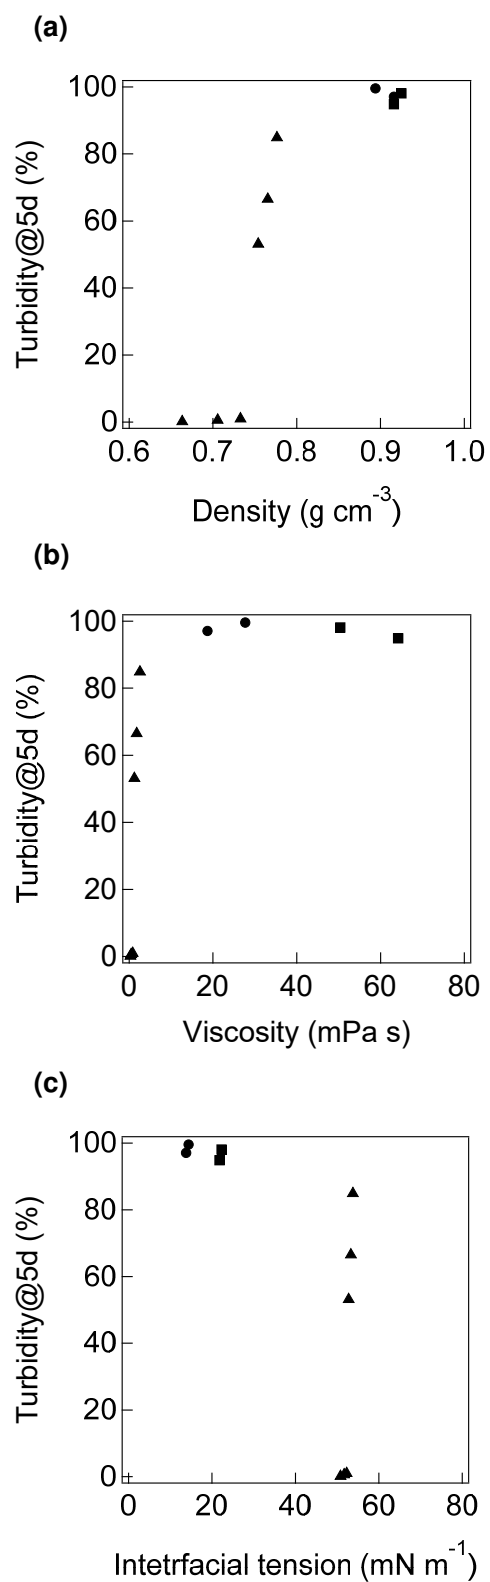 (a)
Turbidity@5d (%)
100
80
60
40
20
0
0.6 0.7 0.8 0.9 1.0
Density (g cm-3)
(b)
Turbidity@5d (%)
100
80
60
40
20
0
0 20 40 60 80
Viscosity (mPa s)
(c)
Turbidity@5d (%)
100
80
60
40
20
0
0 20 40 60 80
Intetrfacial tension (mN m-1)